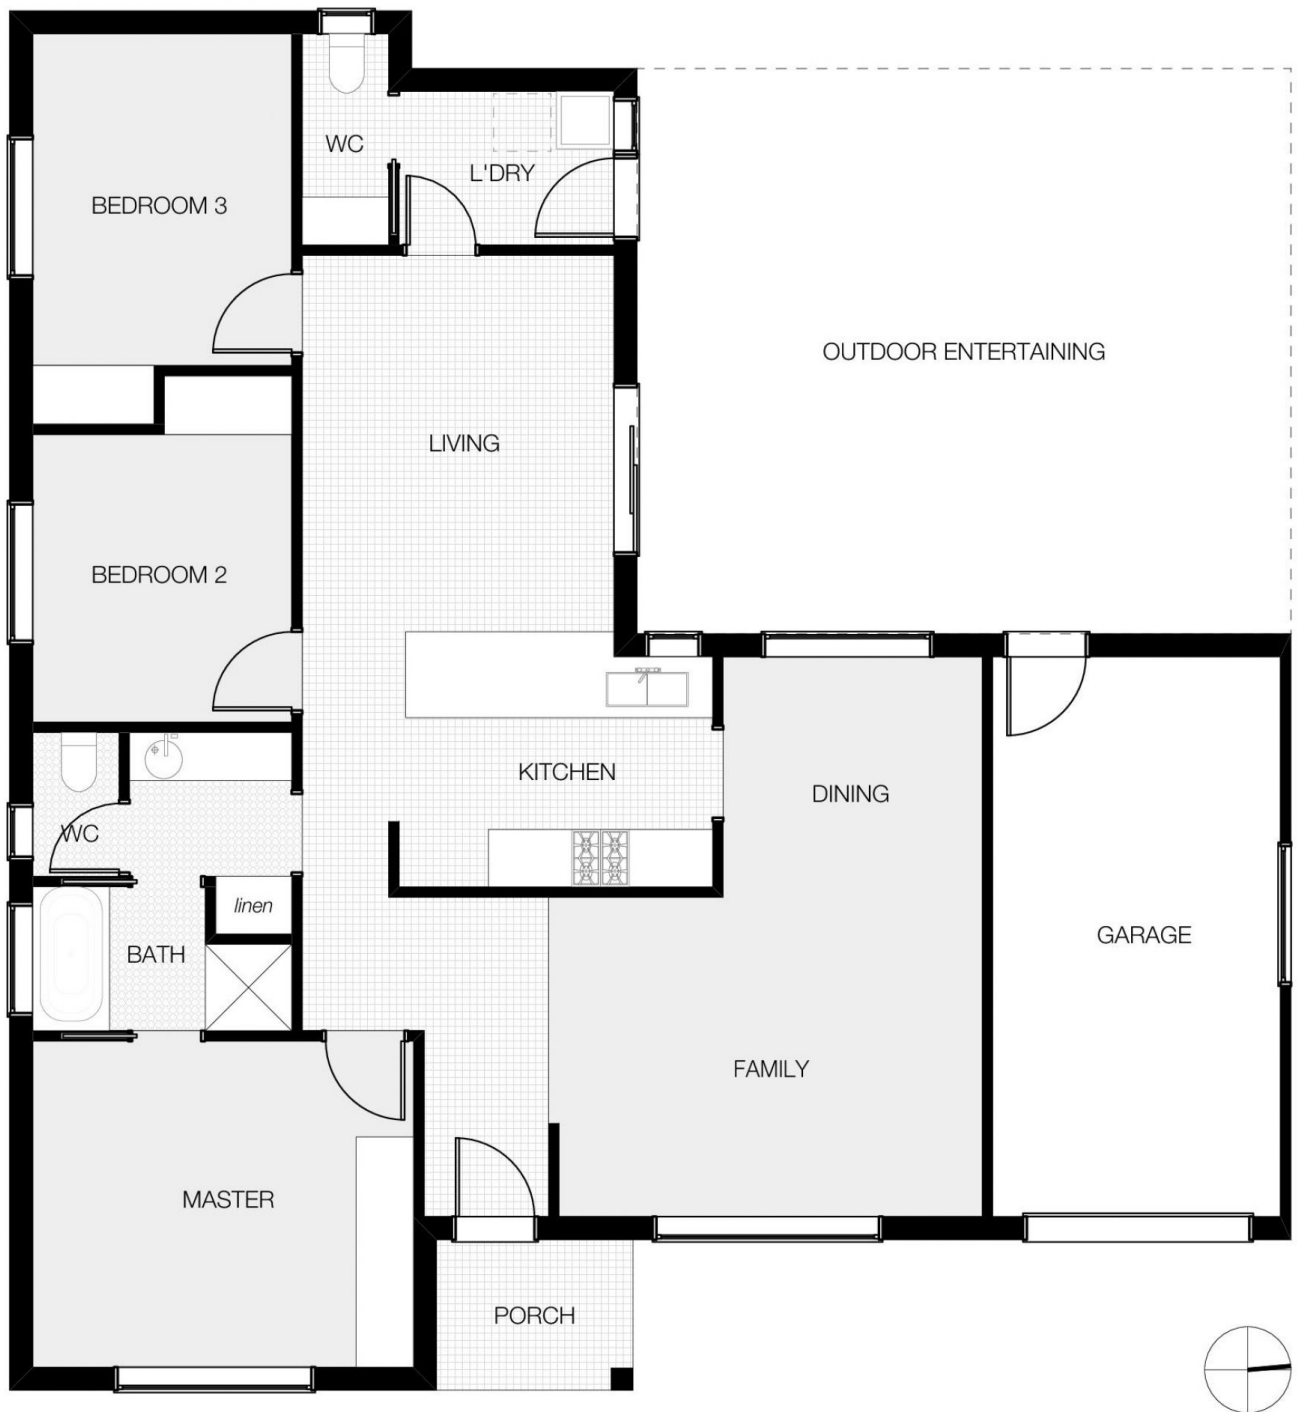 WC
L'DRY
BEDROOM 3
OUTDOOR ENTERTAINING
LIVING
BEDROOM 2
KITCHEN
DINING
WC
linen
BATH
GARAGE
FAMILY
MASTER
PORCH